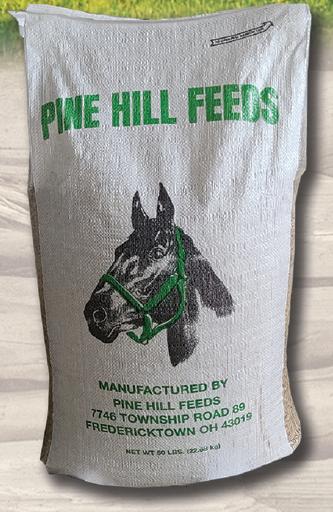 PINE HILL FEEDS
MANUFACTURED BY
PINE HILL FEEDS
7746 TOWNSHIP ROAD 89
FREDERICKTOWN OH 43019
NET WT 50 LBS. (22.68 kg)